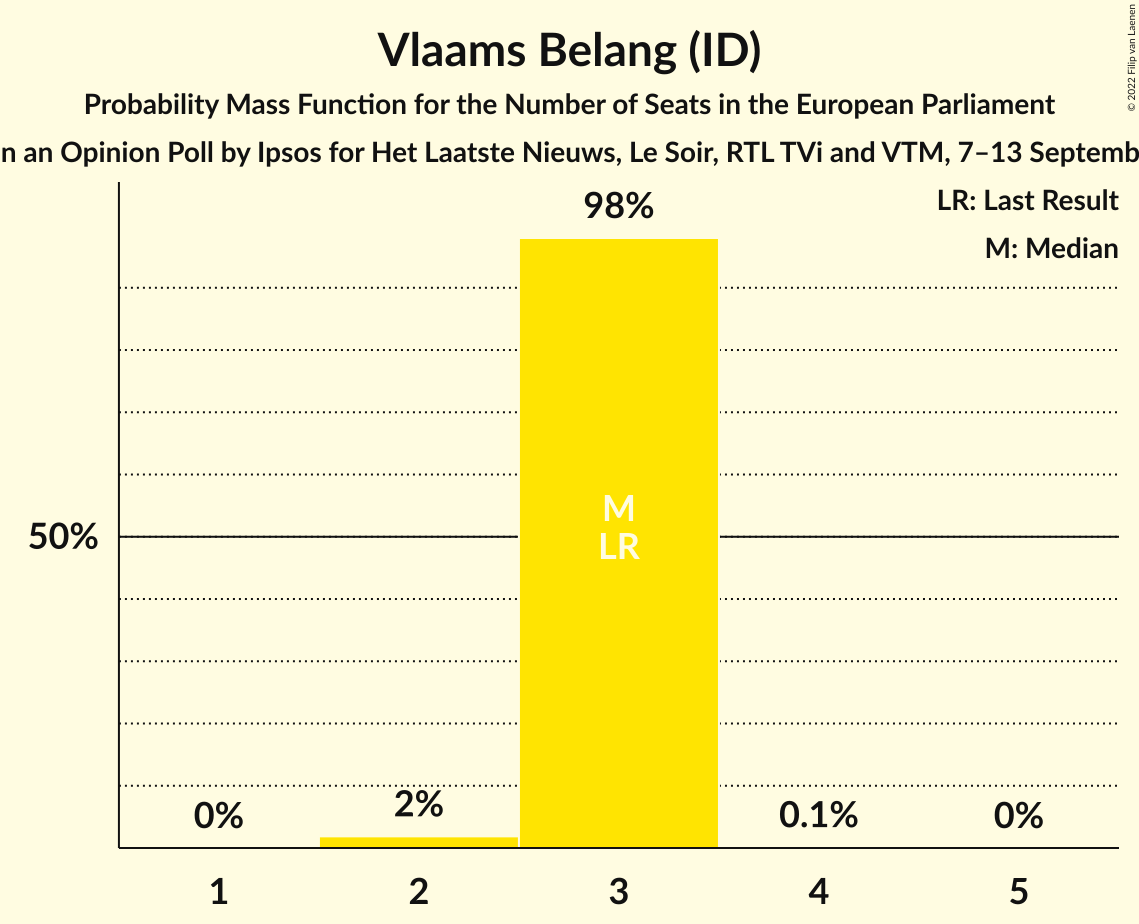 Vlaams Belang (ID)
Probability Mass Function for the Number of Seats in the European Parliament
n an Opinion Poll by Ipsos for Het Laatste Nieuws, Le Soir, RTL TVi and VTM, 7–13 Septemb
© 2022 Filip van Laenen
LR: Last Result
M: Median
98%
50%
M
LR
0%
2%
0.1%
0%
1
2
3
4
5